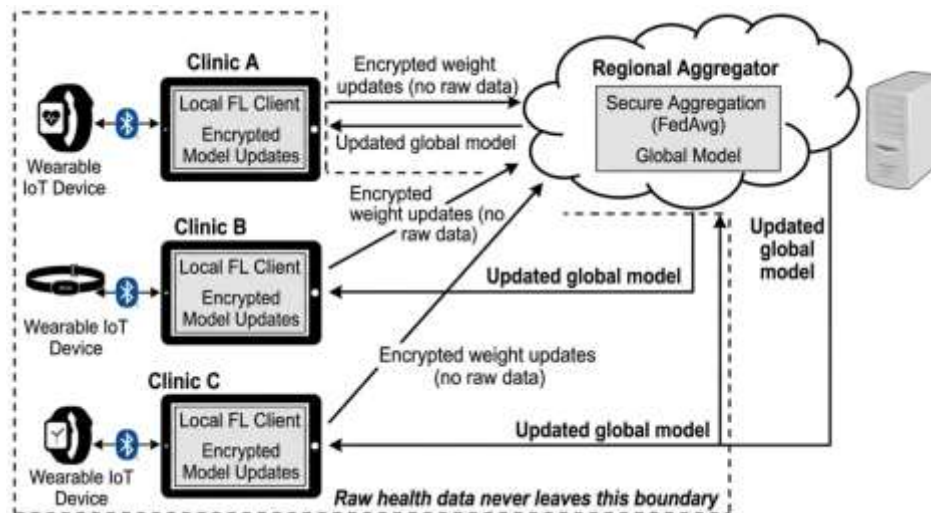 Clinic A
Local FL Client
Encrypted
Model Updates
Wearable
IoT Device
Encrypted weight
updates (no raw data)
Updated global model
Regional Aggregator
Secure Aggregation
(FedAvg)
Global Model
Encrypted
weight updates (no
raw data)
Clinic B
Local FL Client
Encrypted
Model Updates
Wearable IoT
Device
Updated global model
Updated
global
model
Encrypted weight updates
(no raw data)
Clinic C
Local FL Client
Encrypted
Model Updates
Wearable IoT
Device
Updated global model
Raw health data never leaves this boundary